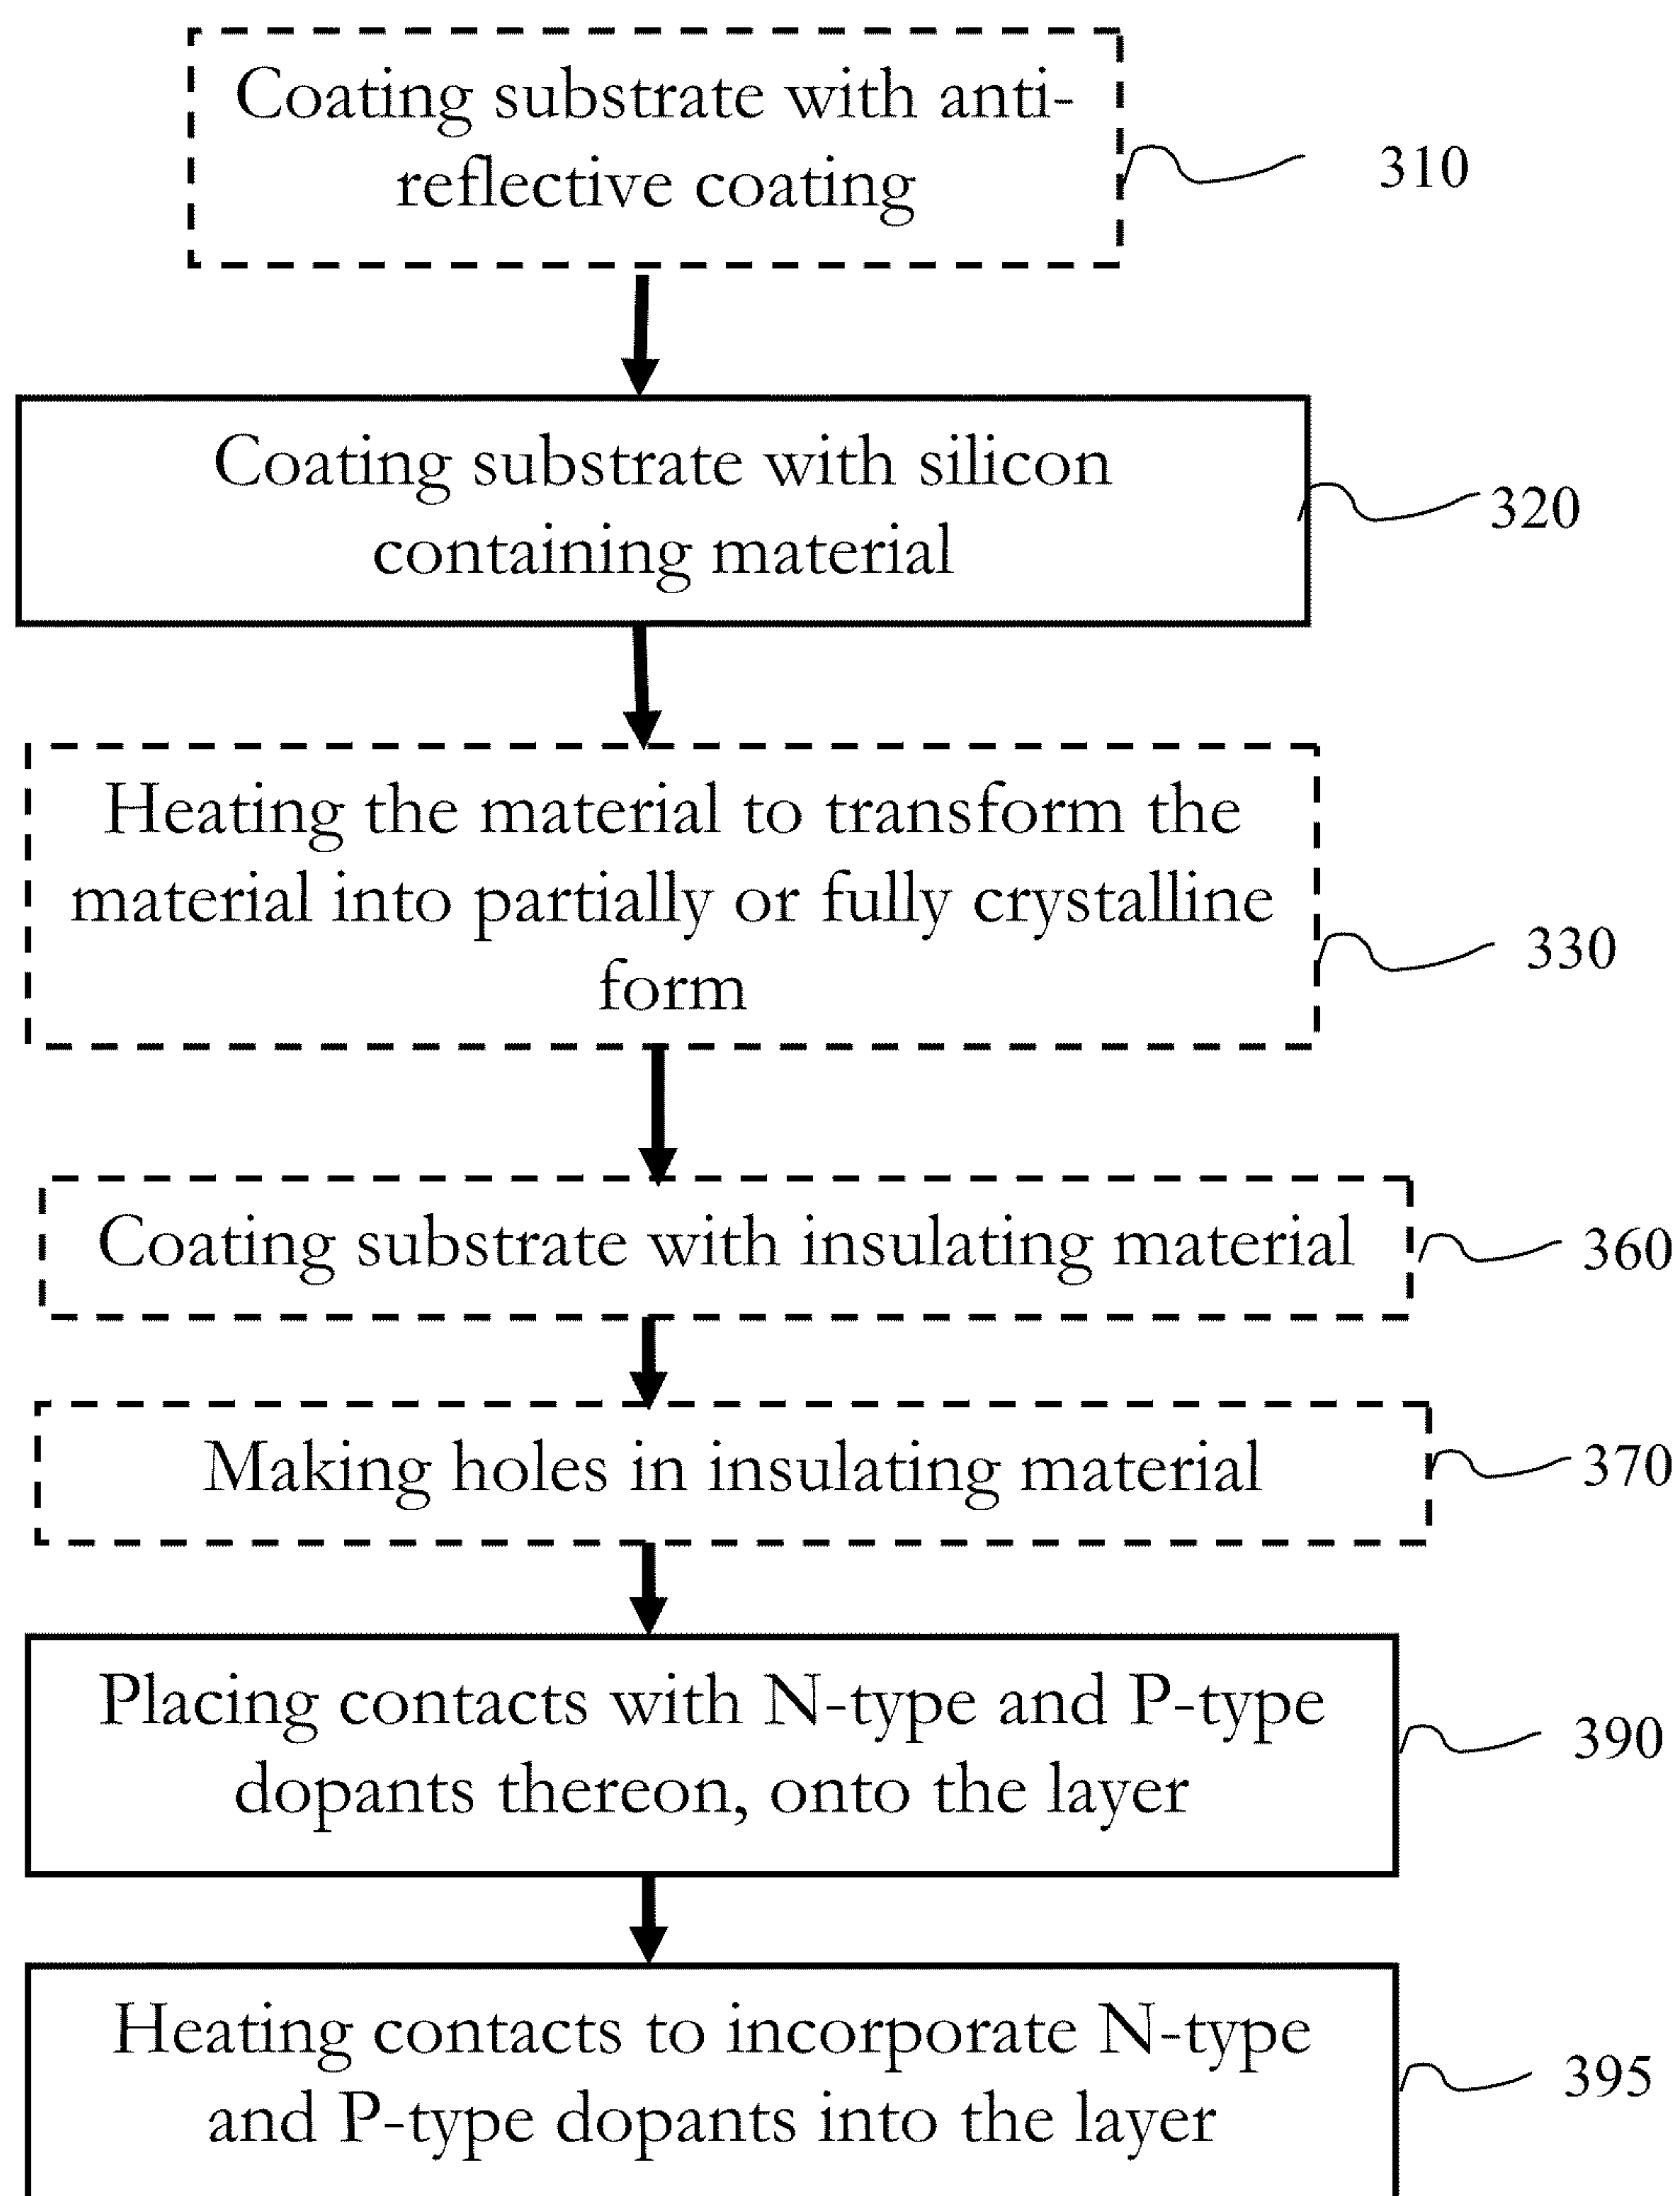 Coating substrate with anti-
reflective coating
310
Coating substrate with silicon
containing material
320
Heating the material to transform the
material into partially or fully crystalline
form
330
Coating substrate with insulating material
360
Making holes in insulating material
370
Placing contacts with N-type and P-type
dopants thereon, onto the layer
390
Heating contacts to incorporate N-type
and P-type dopants into the layer
395